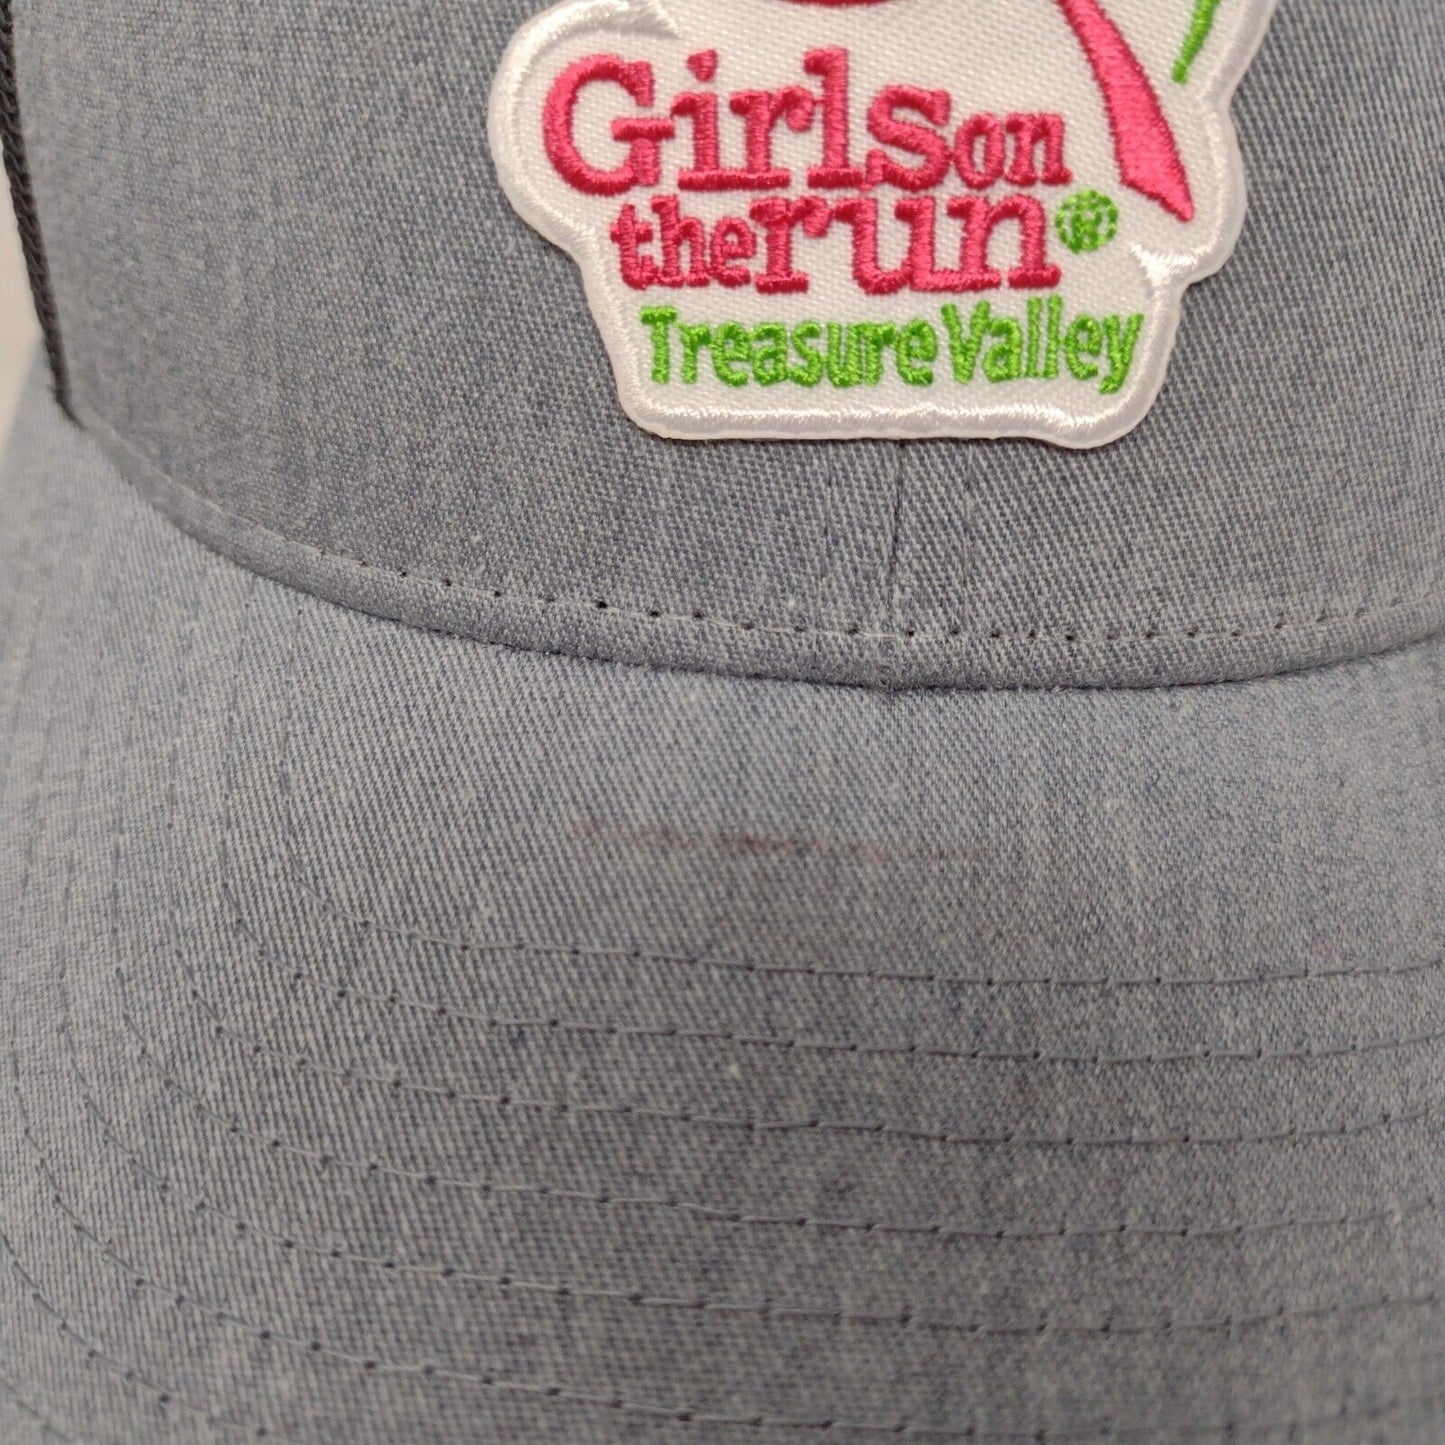 Girls on
the run®
Treasure Valley